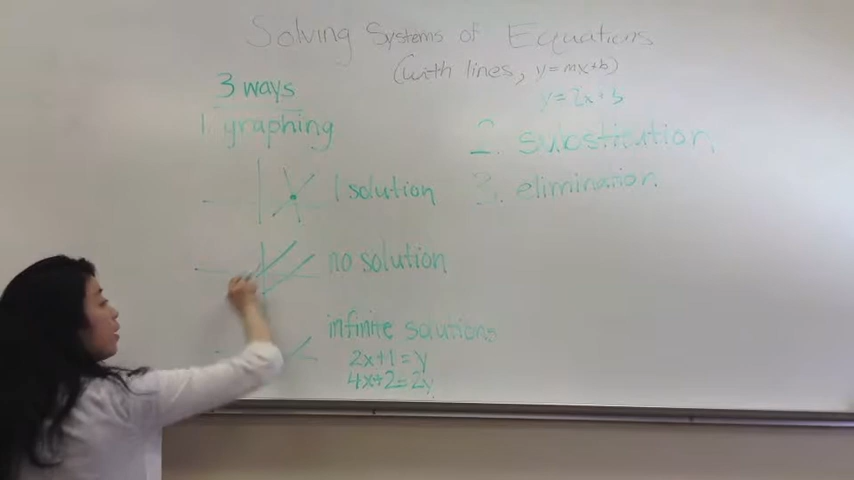 Solving Systems of Equations
(with lines, y=mx+b)
3 ways
y=2x+3
1. graphing
2. substitution
3. elimination
1 solution
no solution
infinite solutions
2x+1=y
4x+2=2y